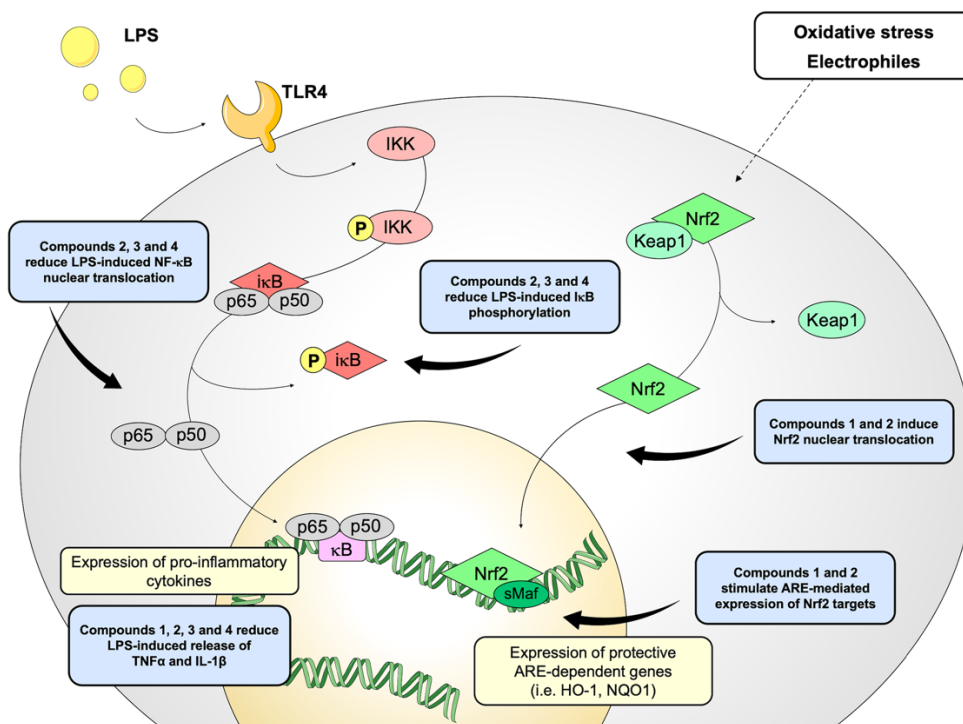 LPS
TLR4
Oxidative stress
Electrophiles
IKK
P
IKK
Nrf2
Keap1
Compounds 2, 3 and 4
reduce LPS-induced NF-κB
nuclear translocation
iκB
p65
p50
Compounds 2, 3 and 4
reduce LPS-induced IκB
phosphorylation
Keap1
P
iκB
Nrf2
p65
p50
Compounds 1 and 2 induce
Nrf2 nuclear translocation
p65
p50
κB
Expression of pro-inflammatory
cytokines
Nrf2
sMaf
Compounds 1 and 2
stimulate ARE-mediated
expression of Nrf2 targets
Compounds 1, 2, 3 and 4 reduce
LPS-induced release of
TNFα and IL-1β
Expression of protective
ARE-dependent genes
(i.e. HO-1, NQO1)